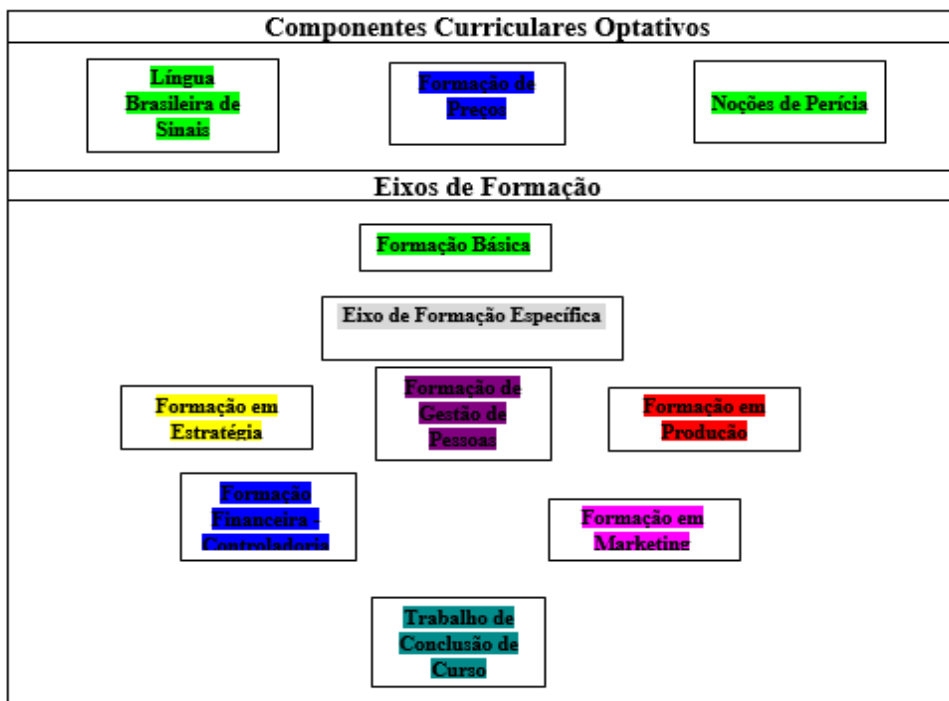 Componentes Curriculares Optativos
Língua
Brasileira de
Sinais
Formação de
Preços
Noções de Perícia
Eixos de Formação
Formação Básica
Eixo de Formação Específica
Formação em
Estratégia
Formação de
Gestão de
Pessoas
Formação em
Produção
Formação
Financeira -
Controladoria
Formação em
Marketing
Trabalho de
Conclusão de
Curso